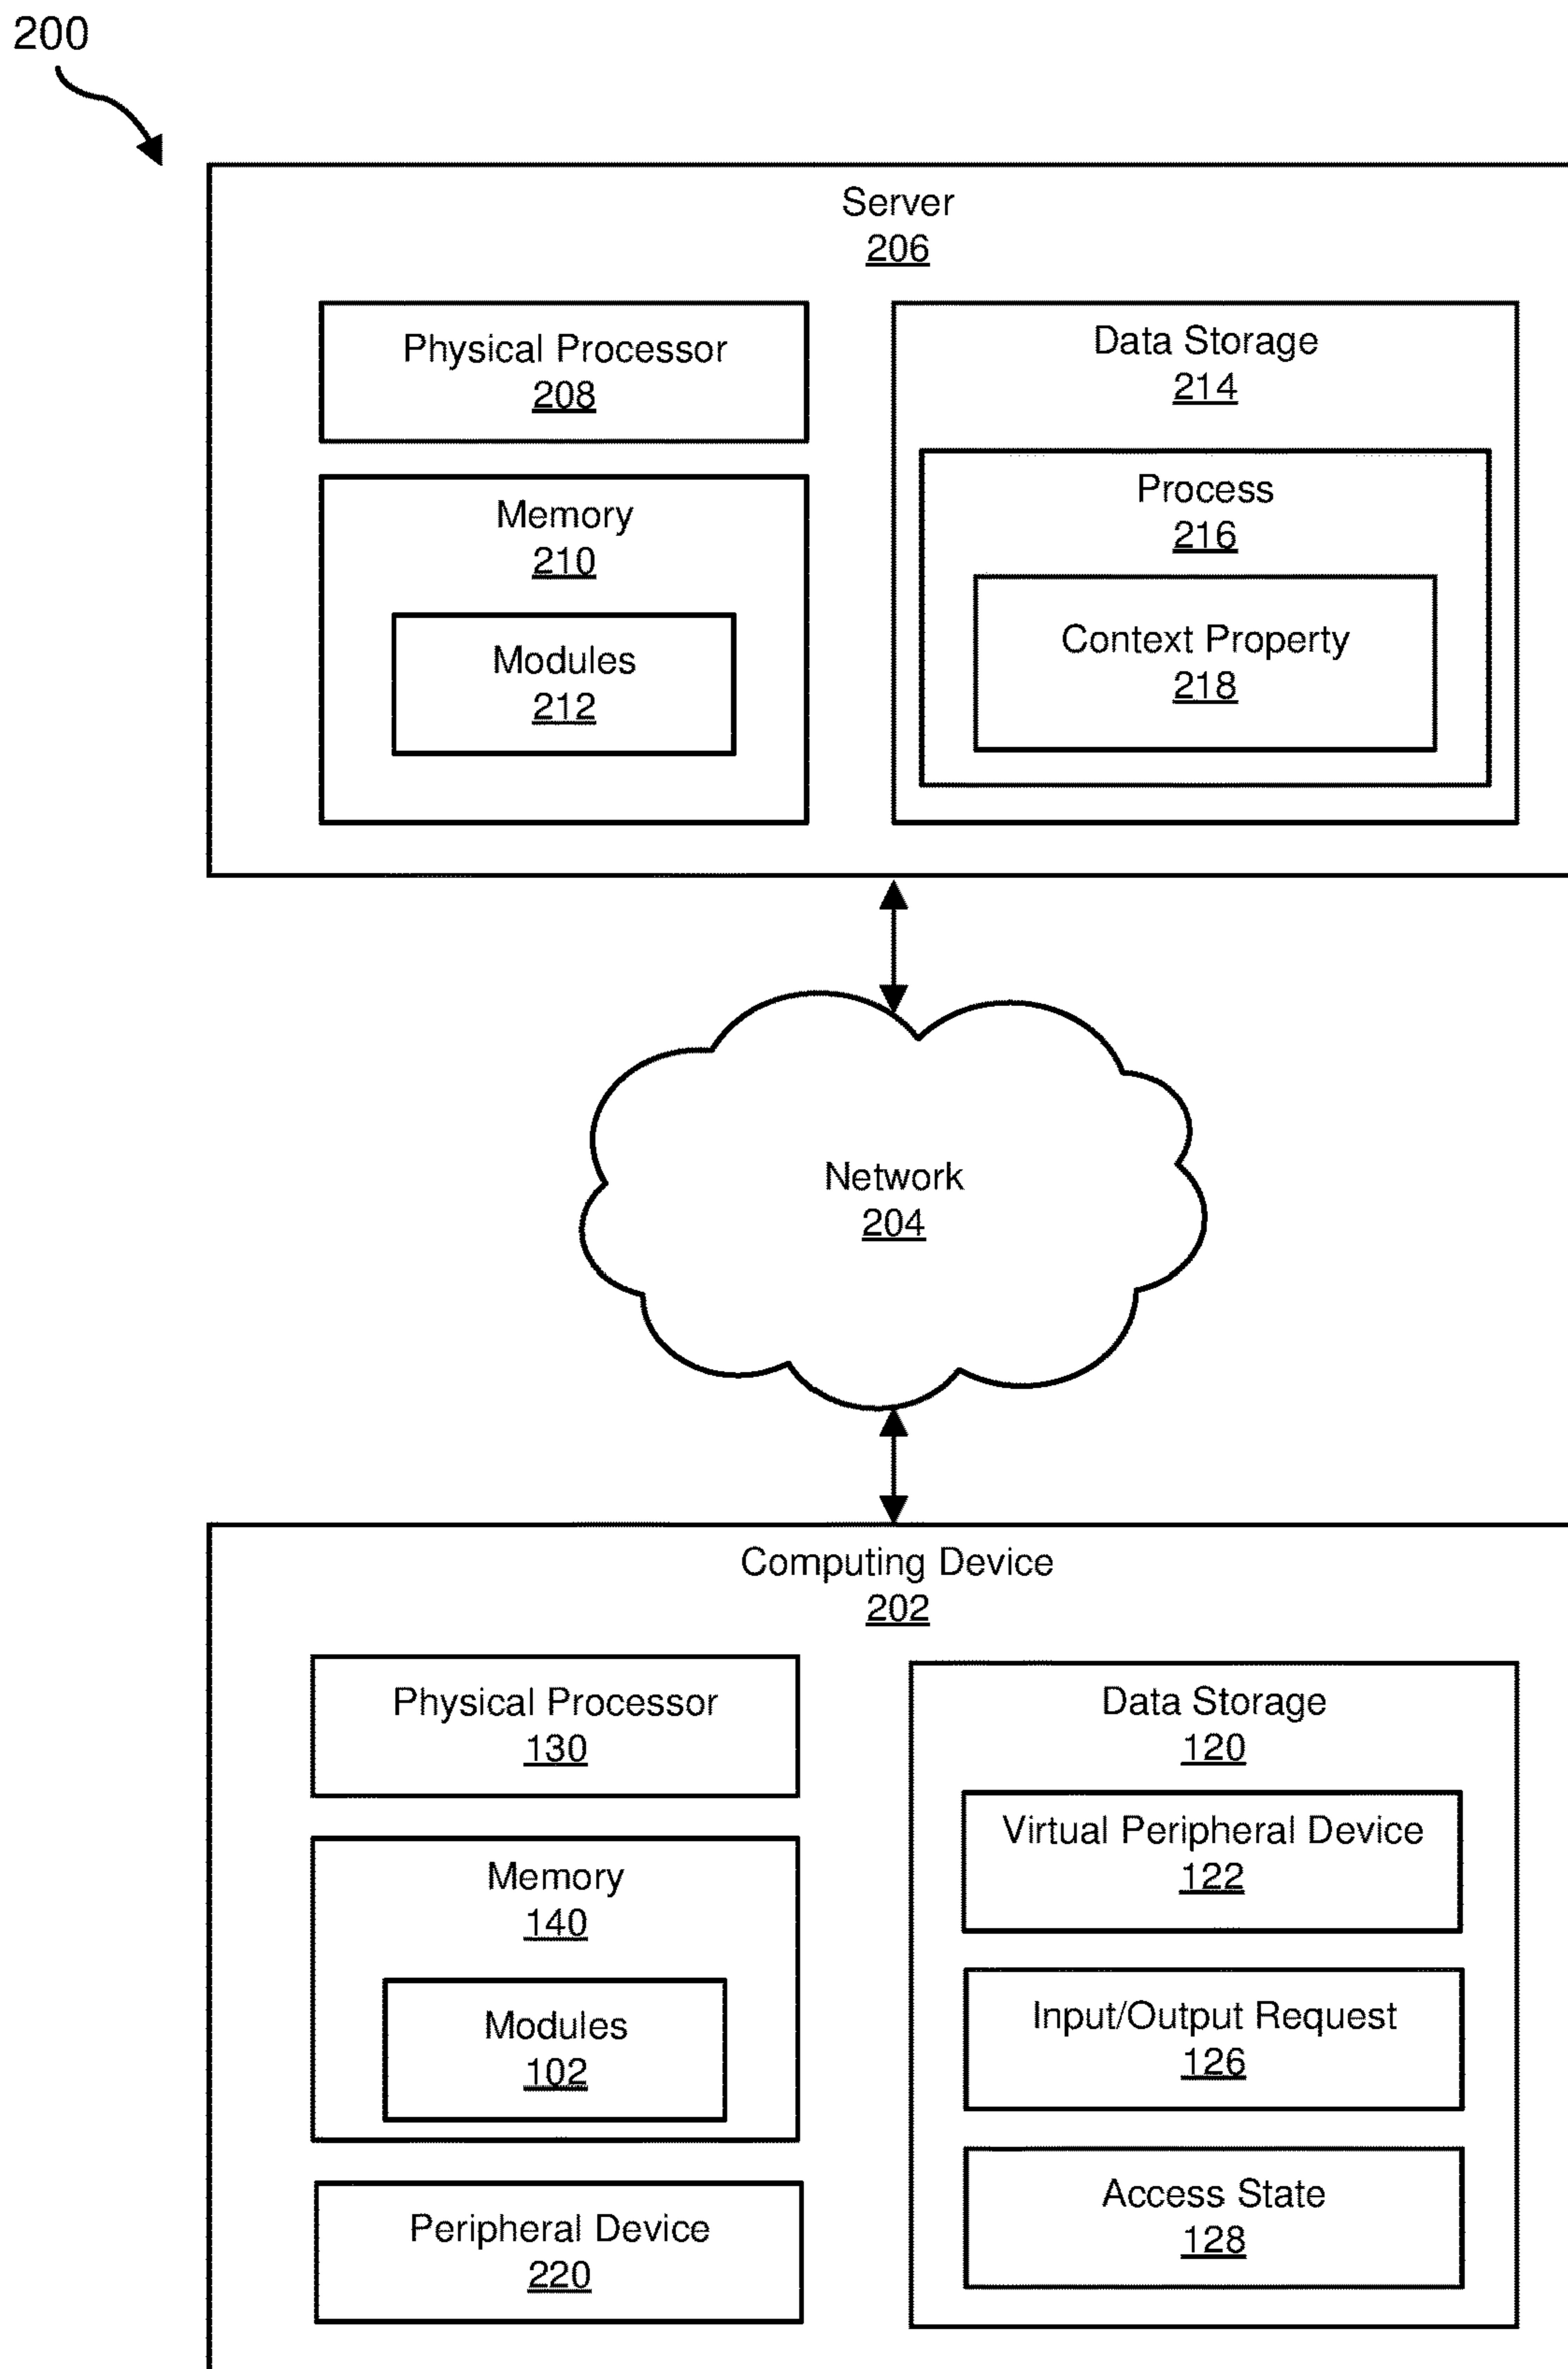 200
Server
206
Physical Processor
208
Memory
210
Modules
212
Data Storage
214
Process
216
Context Property
218
Network
204
Computing Device
202
Physical Processor
130
Memory
140
Modules
102
Peripheral Device
220
Data Storage
120
Virtual Peripheral Device
122
Input/Output Request
126
Access State
128